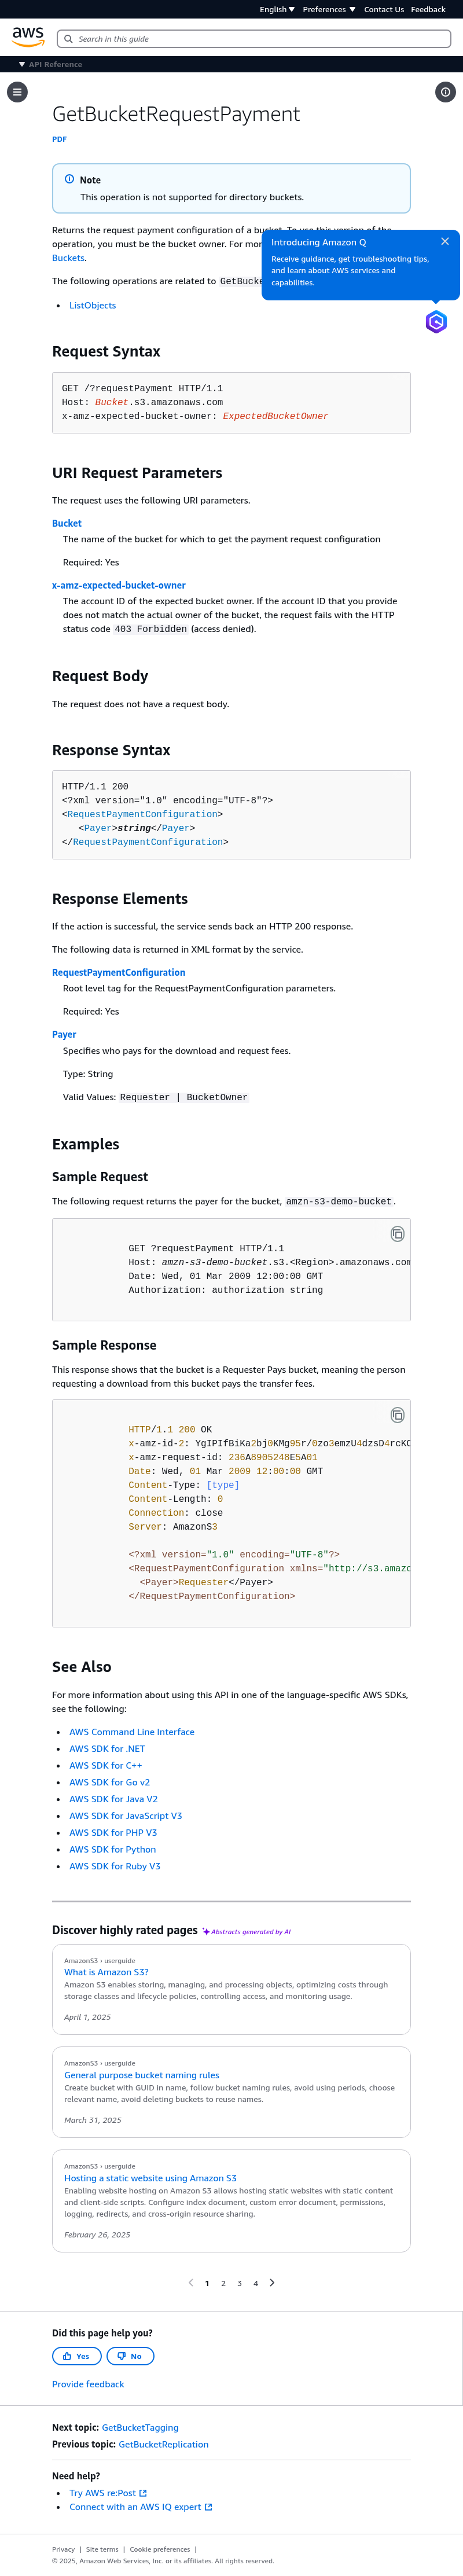 English Preferences Contact Us Feedback
aws
Search in this guide
API Reference
GetBucketRequestPayment
PDF
Note
This operation is not supported for directory buckets.
Returns the request payment configuration of a bucket. To use this version of the
operation, you must be the bucket owner. For mor
Buckets.
Introducing Amazon Q
Receive guidance, get troubleshooting tips,
and learn about AWS services and
capabilities.
The following operations are related to GetBucke
ListObjects
Request Syntax
GET /?requestPayment HTTP/1.1
Host: Bucket.s3.amazonaws.com
x-amz-expected-bucket-owner: ExpectedBucketOwner
URI Request Parameters
The request uses the following URI parameters.
Bucket
The name of the bucket for which to get the payment request configuration
Required: Yes
x-amz-expected-bucket-owner
The account ID of the expected bucket owner. If the account ID that you provide
does not match the actual owner of the bucket, the request fails with the HTTP
status code 403 Forbidden (access denied).
Request Body
The request does not have a request body.
Response Syntax
HTTP/1.1 200
<?xml version="1.0" encoding="UTF-8"?>
<RequestPaymentConfiguration>
<Payer>string</Payer>
</RequestPaymentConfiguration>
Response Elements
If the action is successful, the service sends back an HTTP 200 response.
The following data is returned in XML format by the service.
RequestPaymentConfiguration
Root level tag for the RequestPaymentConfiguration parameters.
Required: Yes
Payer
Specifies who pays for the download and request fees.
Type: String
Valid Values: Requester | BucketOwner
Examples
Sample Request
The following request returns the payer for the bucket, amzn-s3-demo-bucket.
GET ?requestPayment HTTP/1.1
Host: amzn-s3-demo-bucket.s3.<Region>.amazonaws.com
Date: Wed, 01 Mar 2009 12:00:00 GMT
Authorization: authorization string
Sample Response
This response shows that the bucket is a Requester Pays bucket, meaning the person
requesting a download from this bucket pays the transfer fees.
HTTP/1.1 200 OK
x-amz-id-2: YgIPIfBiKa2bj0KMg95r/0zo3emzU4dzsD4rcKC
x-amz-request-id: 236A8905248E5A01
Date: Wed, 01 Mar 2009 12:00:00 GMT
Content-Type: [type]
Content-Length: 0
Connection: close
Server: AmazonS3
<?xml version="1.0" encoding="UTF-8"?>
<RequestPaymentConfiguration xmlns="http://s3.amazo
<Payer>Requester</Payer>
</RequestPaymentConfiguration>
See Also
For more information about using this API in one of the language-specific AWS SDKs,
see the following:
AWS Command Line Interface
AWS SDK for .NET
AWS SDK for C++
AWS SDK for Go v2
AWS SDK for Java V2
AWS SDK for JavaScript V3
AWS SDK for PHP V3
AWS SDK for Python
AWS SDK for Ruby V3
Discover highly rated pages Abstracts generated by AI
AmazonS3 › userguide
What is Amazon S3?
Amazon S3 enables storing, managing, and processing objects, optimizing costs through
storage classes and lifecycle policies, controlling access, and monitoring usage.
April 1, 2025
AmazonS3 › userguide
General purpose bucket naming rules
Create bucket with GUID in name, follow bucket naming rules, avoid using periods, choose
relevant name, avoid deleting buckets to reuse names.
March 31, 2025
AmazonS3 › userguide
Hosting a static website using Amazon S3
Enabling website hosting on Amazon S3 allows hosting static websites with static content
and client-side scripts. Configure index document, custom error document, permissions,
logging, redirects, and cross-origin resource sharing.
February 26, 2025
1 2 3 4
Did this page help you?
Yes No
Provide feedback
Next topic: GetBucketTagging
Previous topic: GetBucketReplication
Need help?
Try AWS re:Post
Connect with an AWS IQ expert
Privacy | Site terms | Cookie preferences |
© 2025, Amazon Web Services, Inc. or its affiliates. All rights reserved.